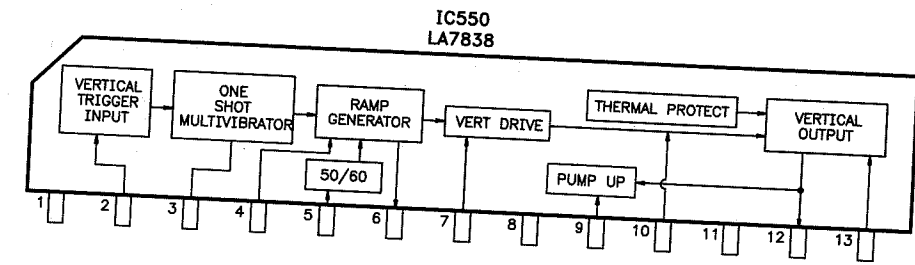 IC550
LA7838
VERTICAL
TRIGGER
INPUT
ONE
SHOT
MULTIVIBRATOR
RAMP
GENERATOR
VERT DRIVE
THERMAL PROTECT
VERTICAL
OUTPUT
50/60
PUMP UP
1 2 3 4 5 6 7 8 9 10 11 12 13